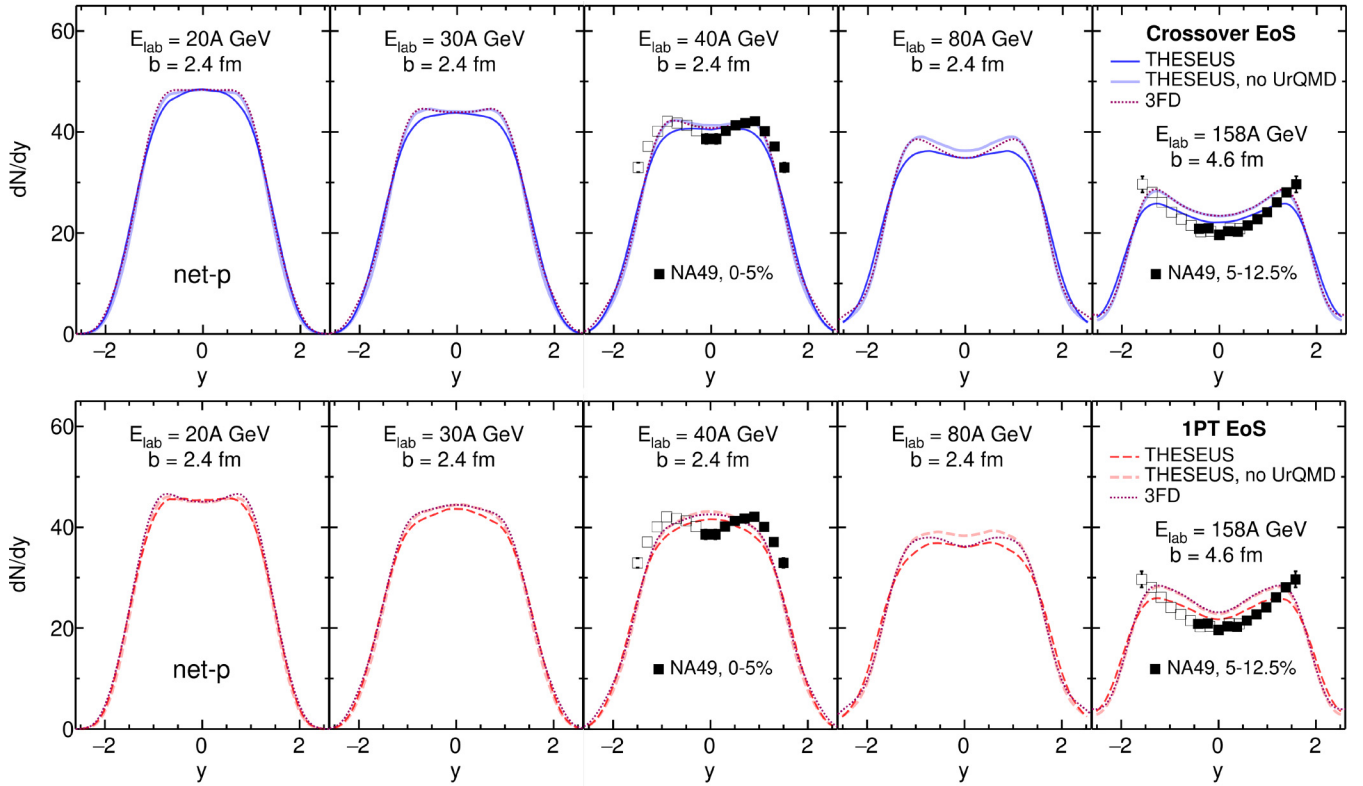 E_lab = 20A GeV
b = 2.4 fm
E_lab = 30A GeV
b = 2.4 fm
E_lab = 40A GeV
b = 2.4 fm
E_lab = 80A GeV
b = 2.4 fm
Crossover EoS
THESEUS
THESEUS, no UrQMD
3FD
E_lab = 158A GeV
b = 4.6 fm
60
40
20
0
dN/dy
net-p
NA49, 0-5%
NA49, 5-12.5%
−2 0 2
−2 0 2
−2 0 2
−2 0 2
−2 0 2
y
y
y
y
y
E_lab = 20A GeV
b = 2.4 fm
E_lab = 30A GeV
b = 2.4 fm
E_lab = 40A GeV
b = 2.4 fm
E_lab = 80A GeV
b = 2.4 fm
1PT EoS
THESEUS
THESEUS, no UrQMD
3FD
E_lab = 158A GeV
b = 4.6 fm
60
40
20
0
dN/dy
net-p
NA49, 0-5%
NA49, 5-12.5%
−2 0 2
−2 0 2
−2 0 2
−2 0 2
−2 0 2
y
y
y
y
y